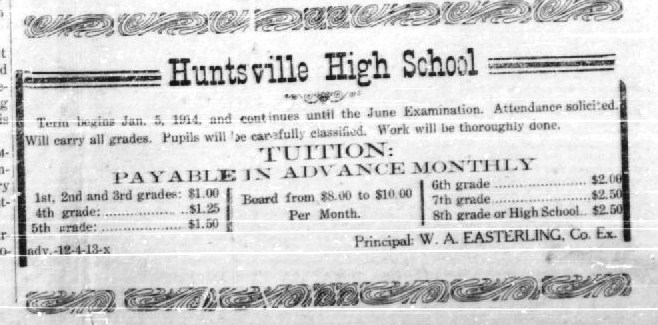 Huntsville High School
Term begins Jan. 5, 1914, and continues until the June Examination. Attendance solicited.
Will carry all grades. Pupils will be carefully classified. Work will be thoroughly done.
TUITION:
PAYABLE IN ADVANCE MONTHLY
1st, 2nd and 3rd grades: $1.00
4th grade: .............. $1.25
5th grade: .............. $1.50
Board from $8.00 to $10.00
Per Month.
6th grade .................... $2.00
7th grade .................... $2.50
8th grade or High School.. $2.50
Principal: W. A. EASTERLING, Co. Ex.
adv.-12-4-13-x